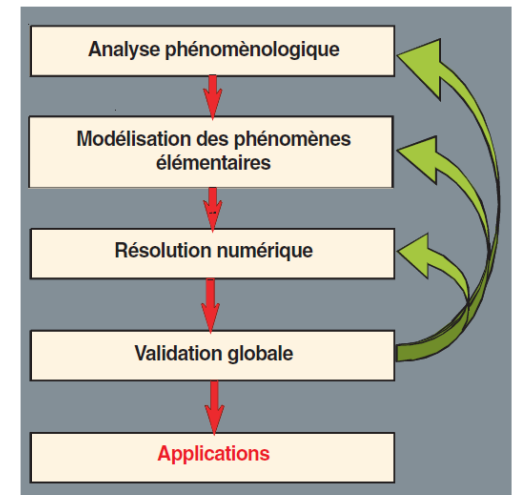 Analyse phénomènologique
Modélisation des phénomènes
élémentaires
Résolution numérique
Validation globale
Applications